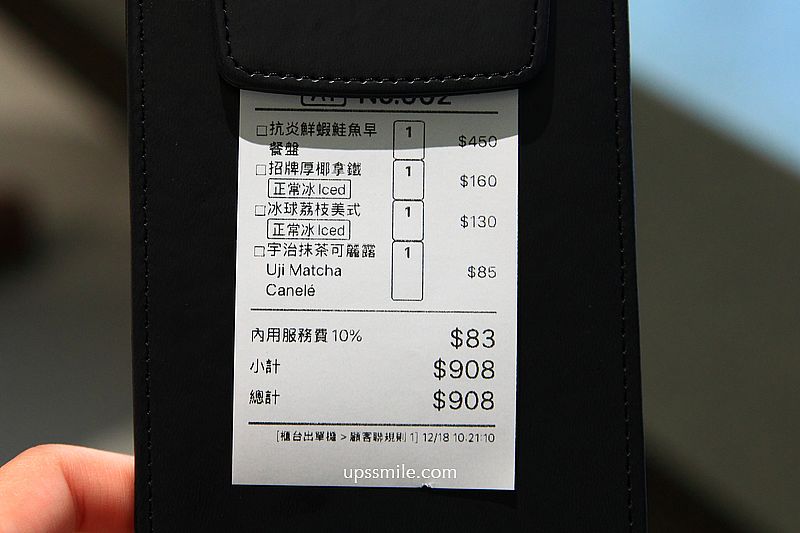 A1 No.002
□抗炎鮮蝦鮭魚早 1 $450
餐盤
□招牌厚椰拿鐵 1 $160
正常冰 Iced
□冰球荔枝美式 1 $130
正常冰 Iced
□宇治抹茶可麗露 1 $85
Uji Matcha
Canelé
內用服務費 10% $83
小計 $908
總計 $908
[櫃台出單機 > 顧客聯規則 1] 12/18 10:21:10
upssmile.com